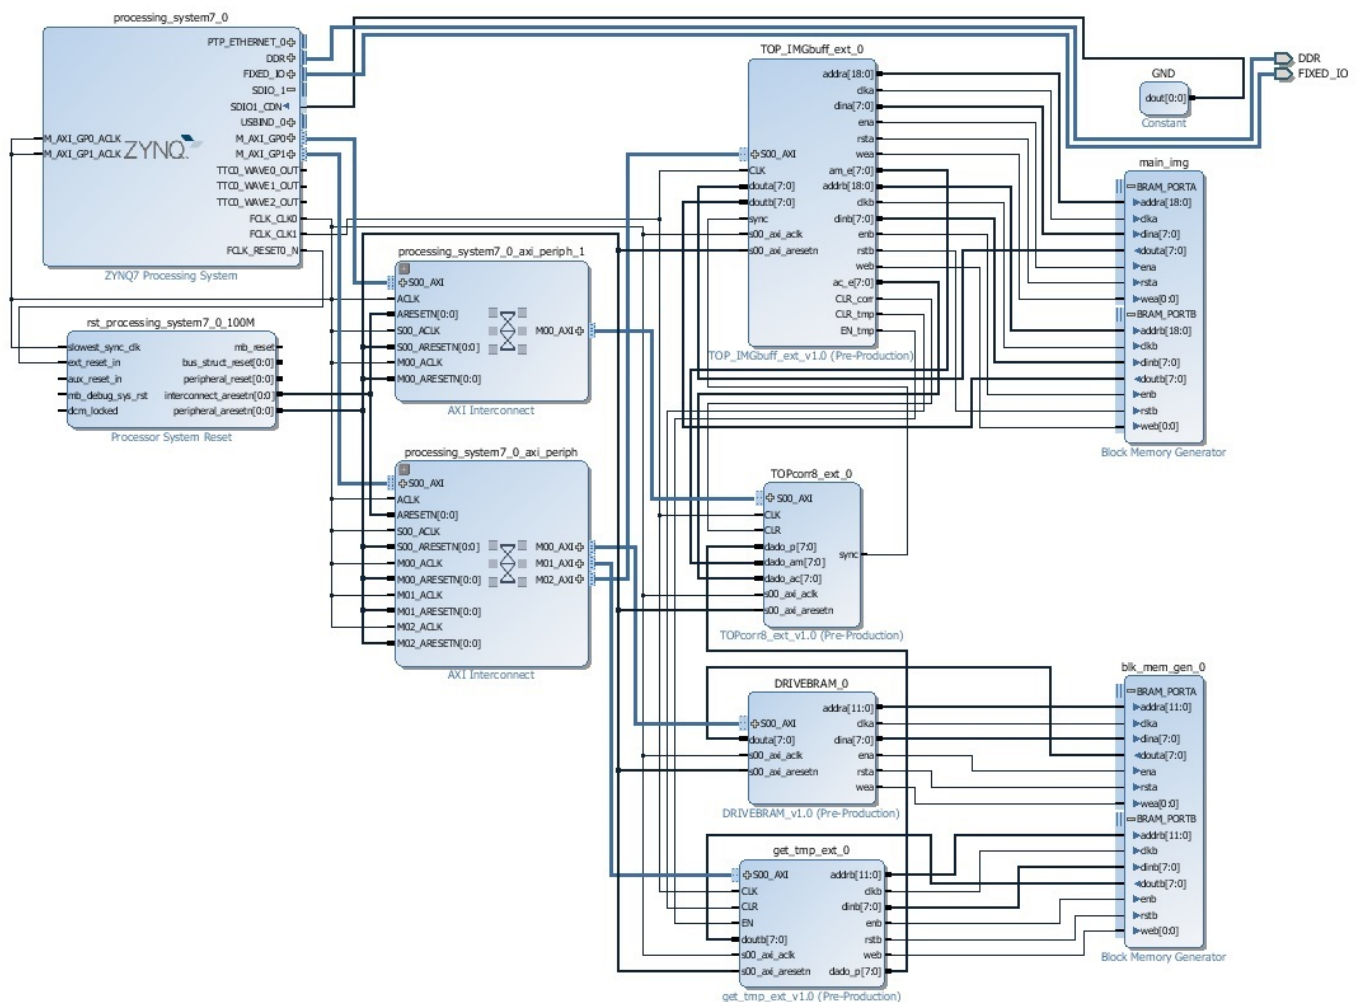 processing_system7_0
PTP_ETHERNET_0
DDR
FIXED_IO
SDIO_1
SDIO1_CDN
USBIND_0
M_AXI_GP0_ACLK
M_AXI_GP0
M_AXI_GP1_ACLK
ZYNQ
M_AXI_GP1
TTC0_WAVE0_OUT
TTC0_WAVE1_OUT
TTC0_WAVE2_OUT
FCLK_CLK0
FCLK_CLK1
FCLK_RESET0_N
ZYNQ7 Processing System
rst_processing_system7_0_100M
slowest_sync_clk
mb_reset
ext_reset_in
bus_struct_reset[0:0]
aux_reset_in
peripheral_reset[0:0]
mb_debug_sys_rst
interconnect_aresetn[0:0]
dcm_locked
peripheral_aresetn[0:0]
Processor System Reset
processing_system7_0_axi_periph_1
S00_AXI
ACLK
ARESETN[0:0]
S00_ACLK
M00_AXI
S00_ARESETN[0:0]
M00_ACLK
M00_ARESETN[0:0]
AXI Interconnect
processing_system7_0_axi_periph
S00_AXI
ACLK
ARESETN[0:0]
S00_ACLK
S00_ARESETN[0:0]
M00_AXI
M00_ACLK
M01_AXI
M00_ARESETN[0:0]
M02_AXI
M01_ACLK
M01_ARESETN[0:0]
M02_ACLK
M02_ARESETN[0:0]
AXI Interconnect
TOP_IMGbuff_ext_0
addra[18:0]
clka
dina[7:0]
ena
rsta
S00_AXI
wea
CLK
am_e[7:0]
douta[7:0]
addrb[18:0]
doutb[7:0]
clkb
sync
dinb[7:0]
s00_axi_aclk
enb
s00_axi_aresetn
rstb
web
ac_e[7:0]
CLR_corr
CLR_tmp
EN_tmp
TOP_IMGbuff_ext_v1.0 (Pre-Production)
TOPcorr8_ext_0
S00_AXI
CLK
CLR
dado_p[7:0]
sync
dado_am[7:0]
dado_ac[7:0]
s00_axi_aclk
s00_axi_aresetn
TOPcorr8_ext_v1.0 (Pre-Production)
DRIVEBRAM_0
addra[11:0]
S00_AXI
clka
douta[7:0]
dina[7:0]
s00_axi_aclk
ena
s00_axi_aresetn
rsta
wea
DRIVEBRAM_v1.0 (Pre-Production)
get_tmp_ext_0
S00_AXI
addrb[11:0]
CLK
clkb
CLR
dinb[7:0]
EN
enb
doutb[7:0]
rstb
s00_axi_aclk
web
s00_axi_aresetn
dado_p[7:0]
get_tmp_ext_v1.0 (Pre-Production)
DDR
FIXED_IO
GND
dout[0:0]
Constant
main_img
BRAM_PORTA
addra[18:0]
clka
dina[7:0]
douta[7:0]
ena
rsta
wea[0:0]
BRAM_PORTB
addrb[18:0]
clkb
dinb[7:0]
doutb[7:0]
enb
rstb
web[0:0]
Block Memory Generator
blk_mem_gen_0
BRAM_PORTA
addra[11:0]
clka
dina[7:0]
douta[7:0]
ena
rsta
wea[0:0]
BRAM_PORTB
addrb[11:0]
clkb
dinb[7:0]
doutb[7:0]
enb
rstb
web[0:0]
Block Memory Generator